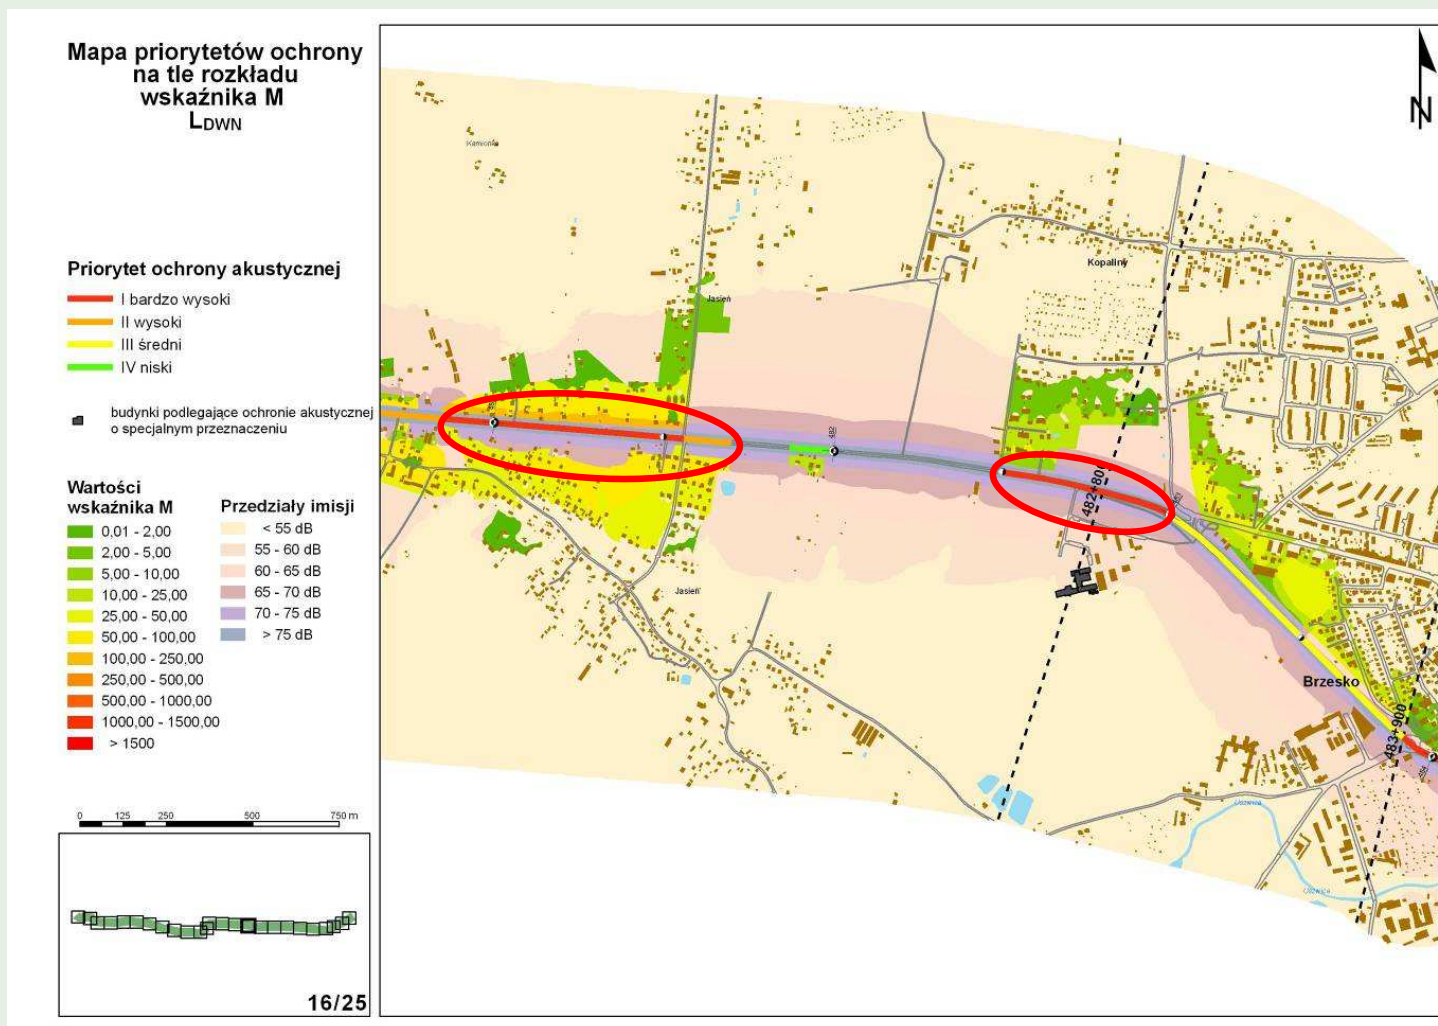 Mapa priorytetów ochrony
na tle rozkładu
wskaźnika M
LDWN
Priorytet ochrony akustycznej
I bardzo wysoki
II wysoki
III średni
IV niski
budynki podlegające ochronie akustycznej
o specjalnym przeznaczeniu
Wartości
wskaźnika M
0,01 - 2,00
2,00 - 5,00
5,00 - 10,00
10,00 - 25,00
25,00 - 50,00
50,00 - 100,00
100,00 - 250,00
250,00 - 500,00
500,00 - 1000,00
1000,00 - 1500,00
> 1500
Przedziały imisji
< 55 dB
55 - 60 dB
60 - 65 dB
65 - 70 dB
70 - 75 dB
> 75 dB
0 125 250 500 750 m
16/25
N
Kopaliny
Jasień
482
482+800
Jasień
Brzesko
483+900
Uszwica
Uszwica